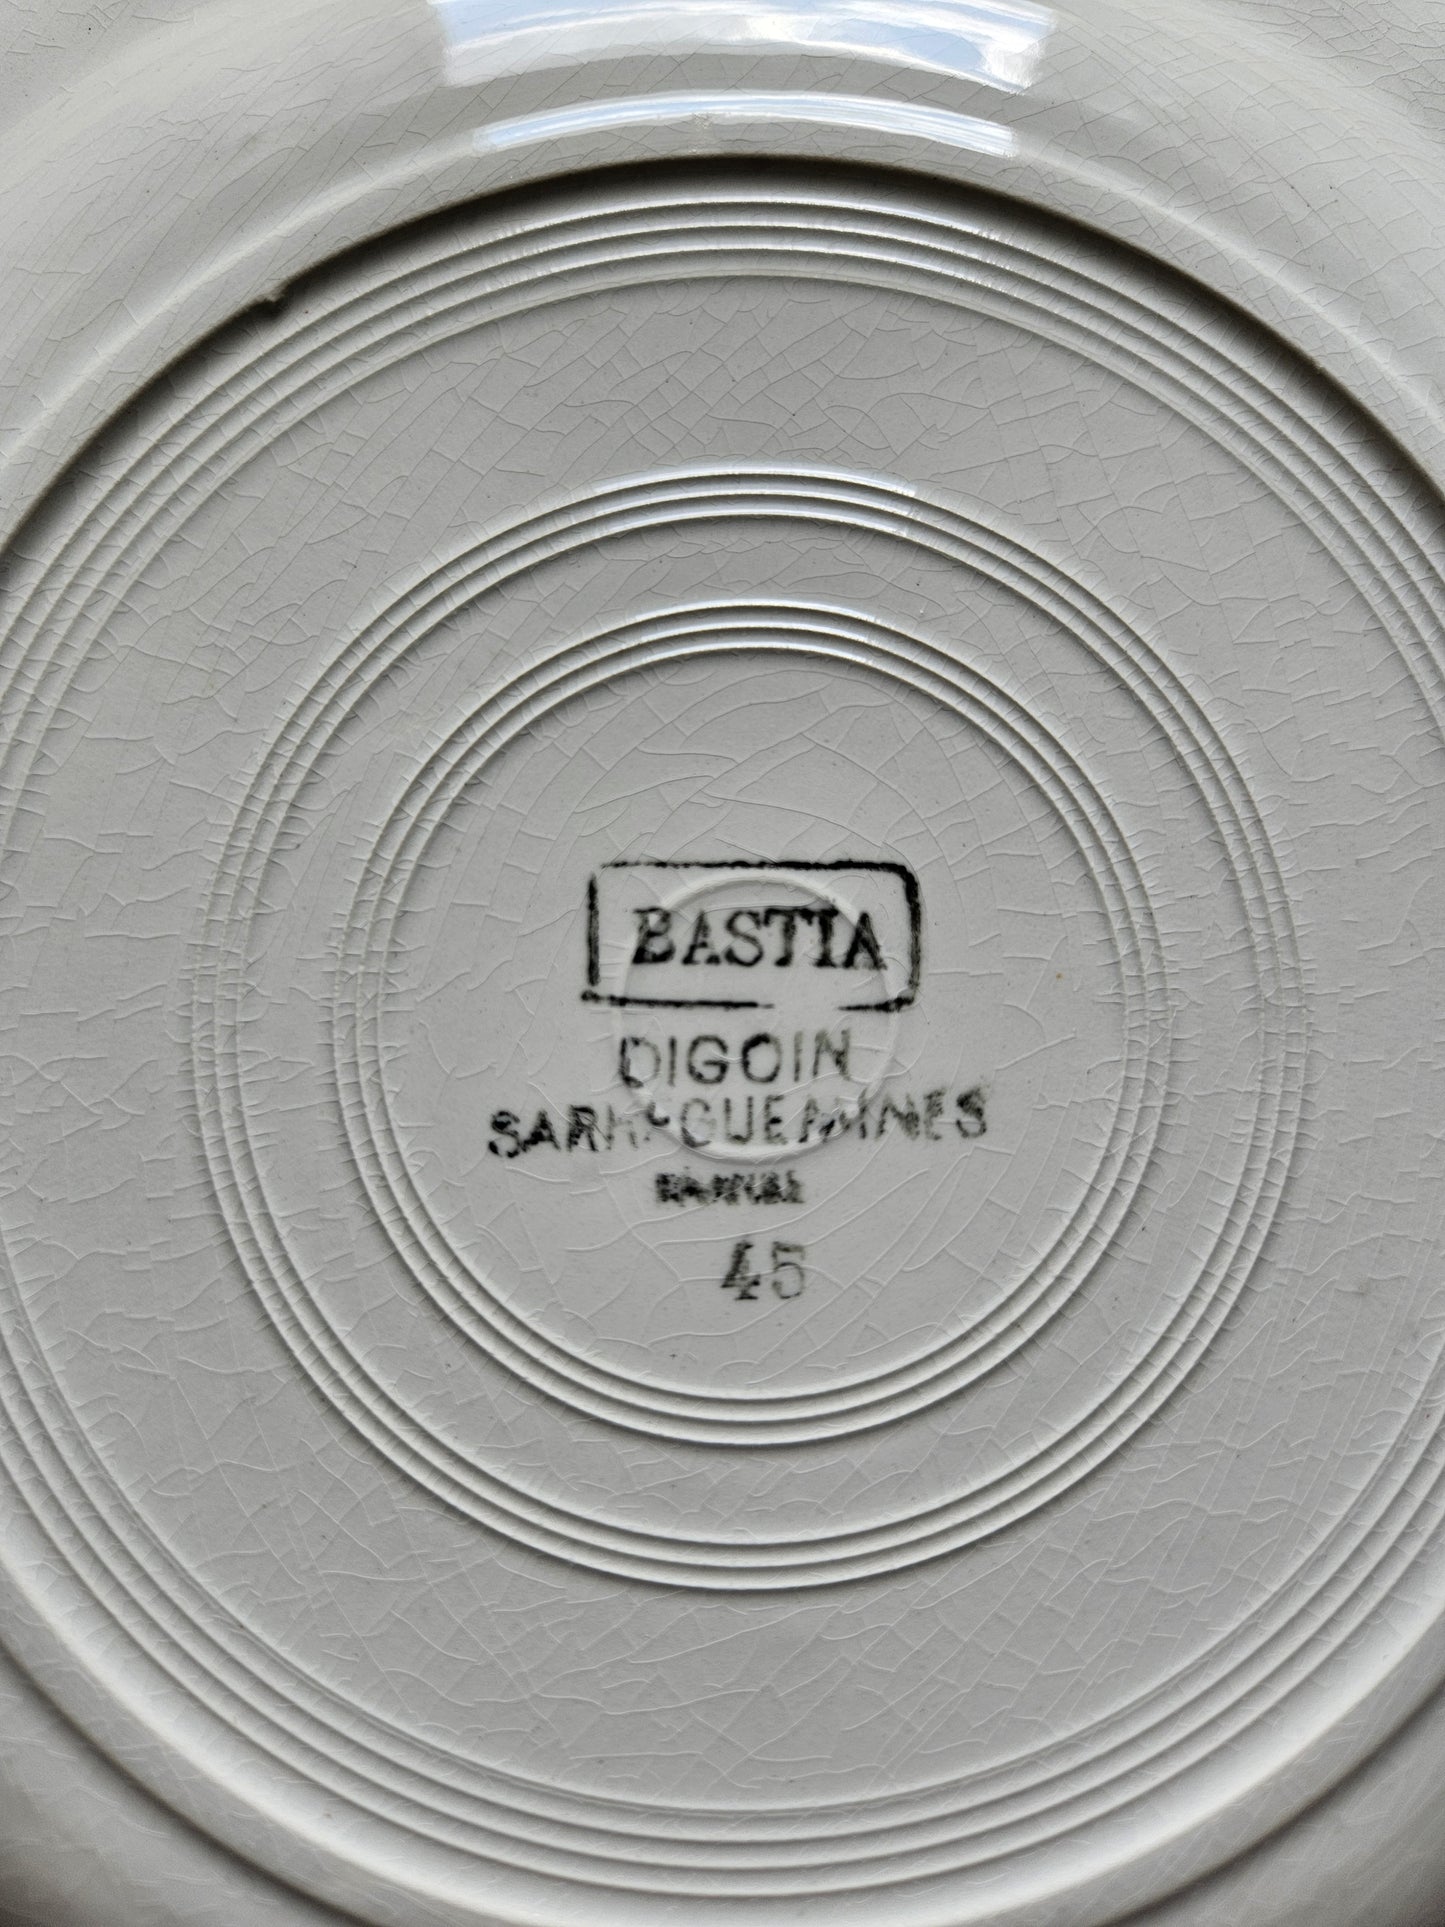 BASTIA
DIGOIN
SARREGUEMINES
45